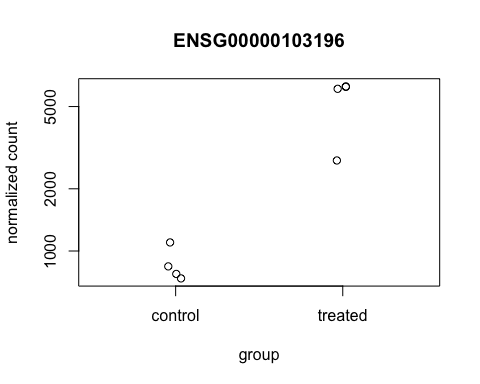 ENSG00000103196
normalized count
5000
2000
1000
control
treated
group